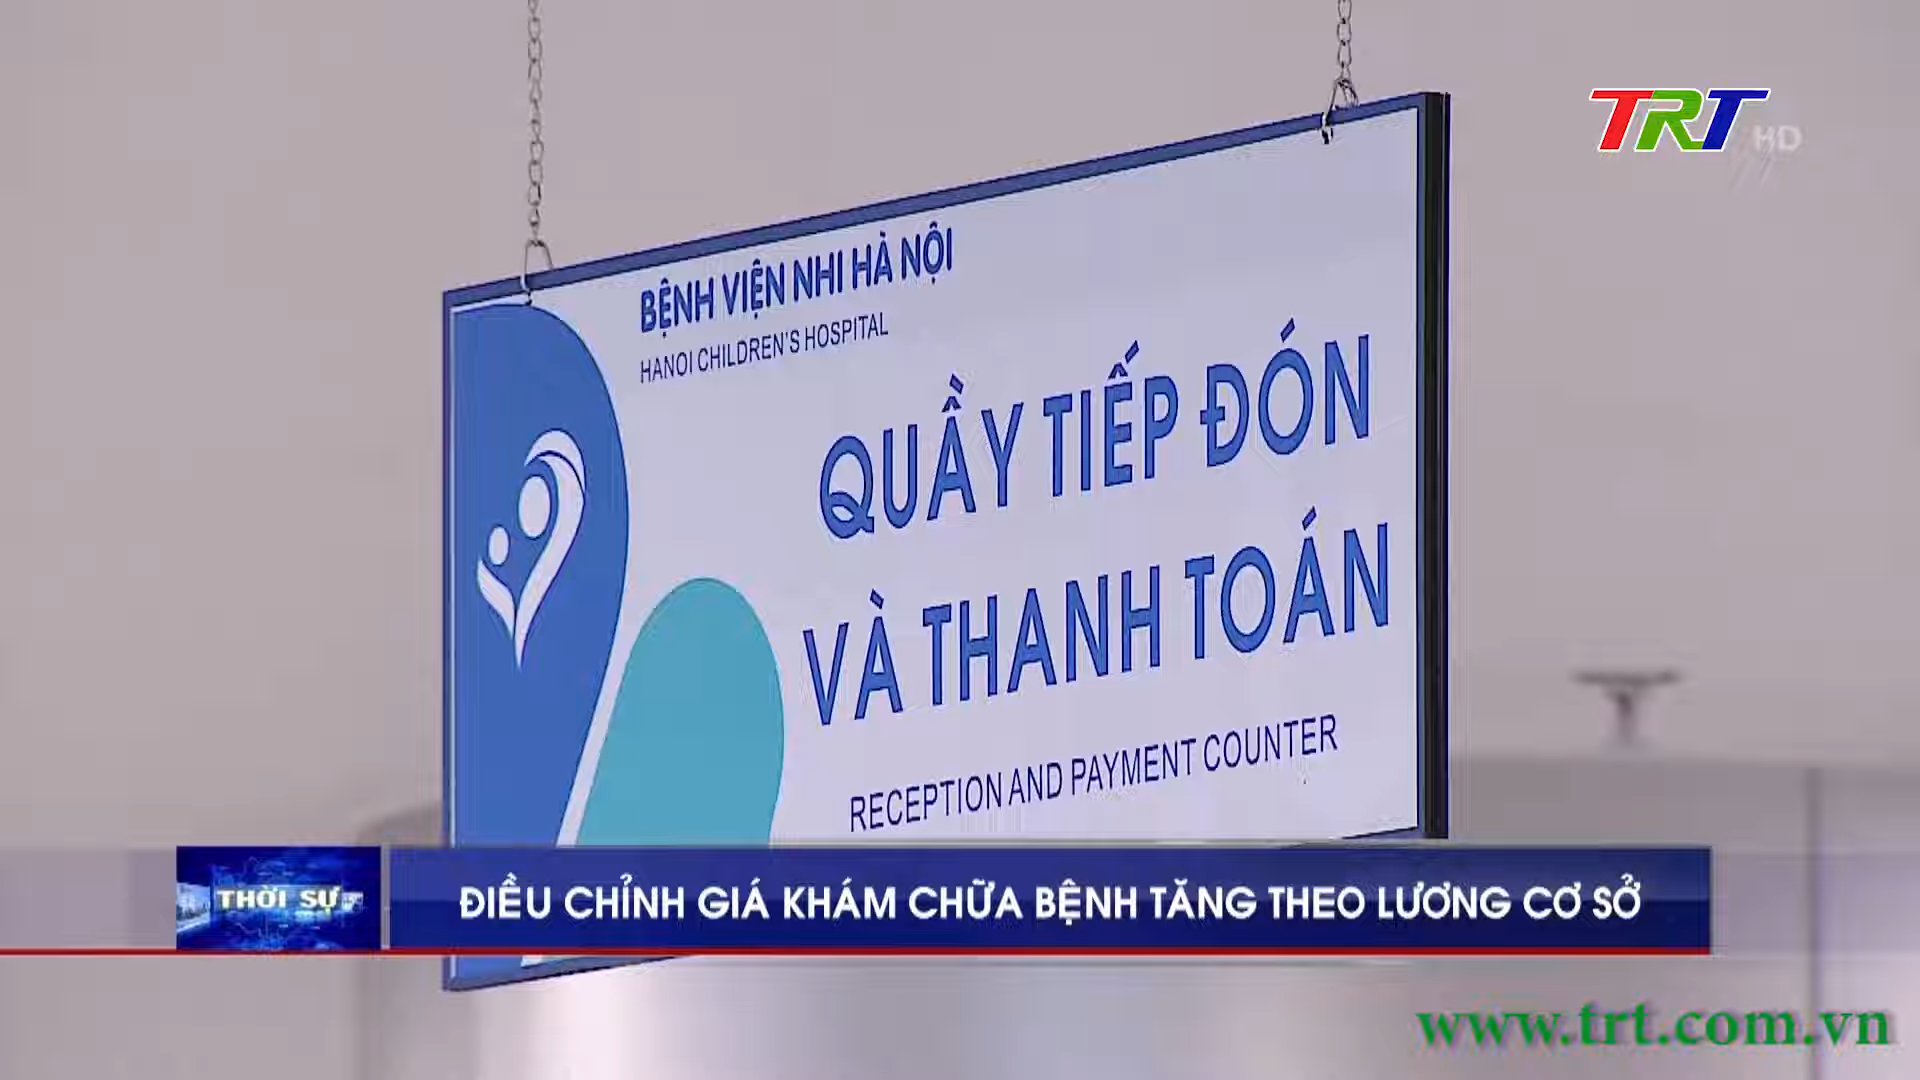 TRT HD
BỆNH VIỆN NHI HÀ NỘI
HANOI CHILDREN'S HOSPITAL
QUẦY TIẾP ĐÓN
VÀ THANH TOÁN
RECEPTION AND PAYMENT COUNTER
THỜI SỰ
ĐIỀU CHỈNH GIÁ KHÁM CHỮA BỆNH TĂNG THEO LƯƠNG CƠ SỞ
www.trt.com.vn